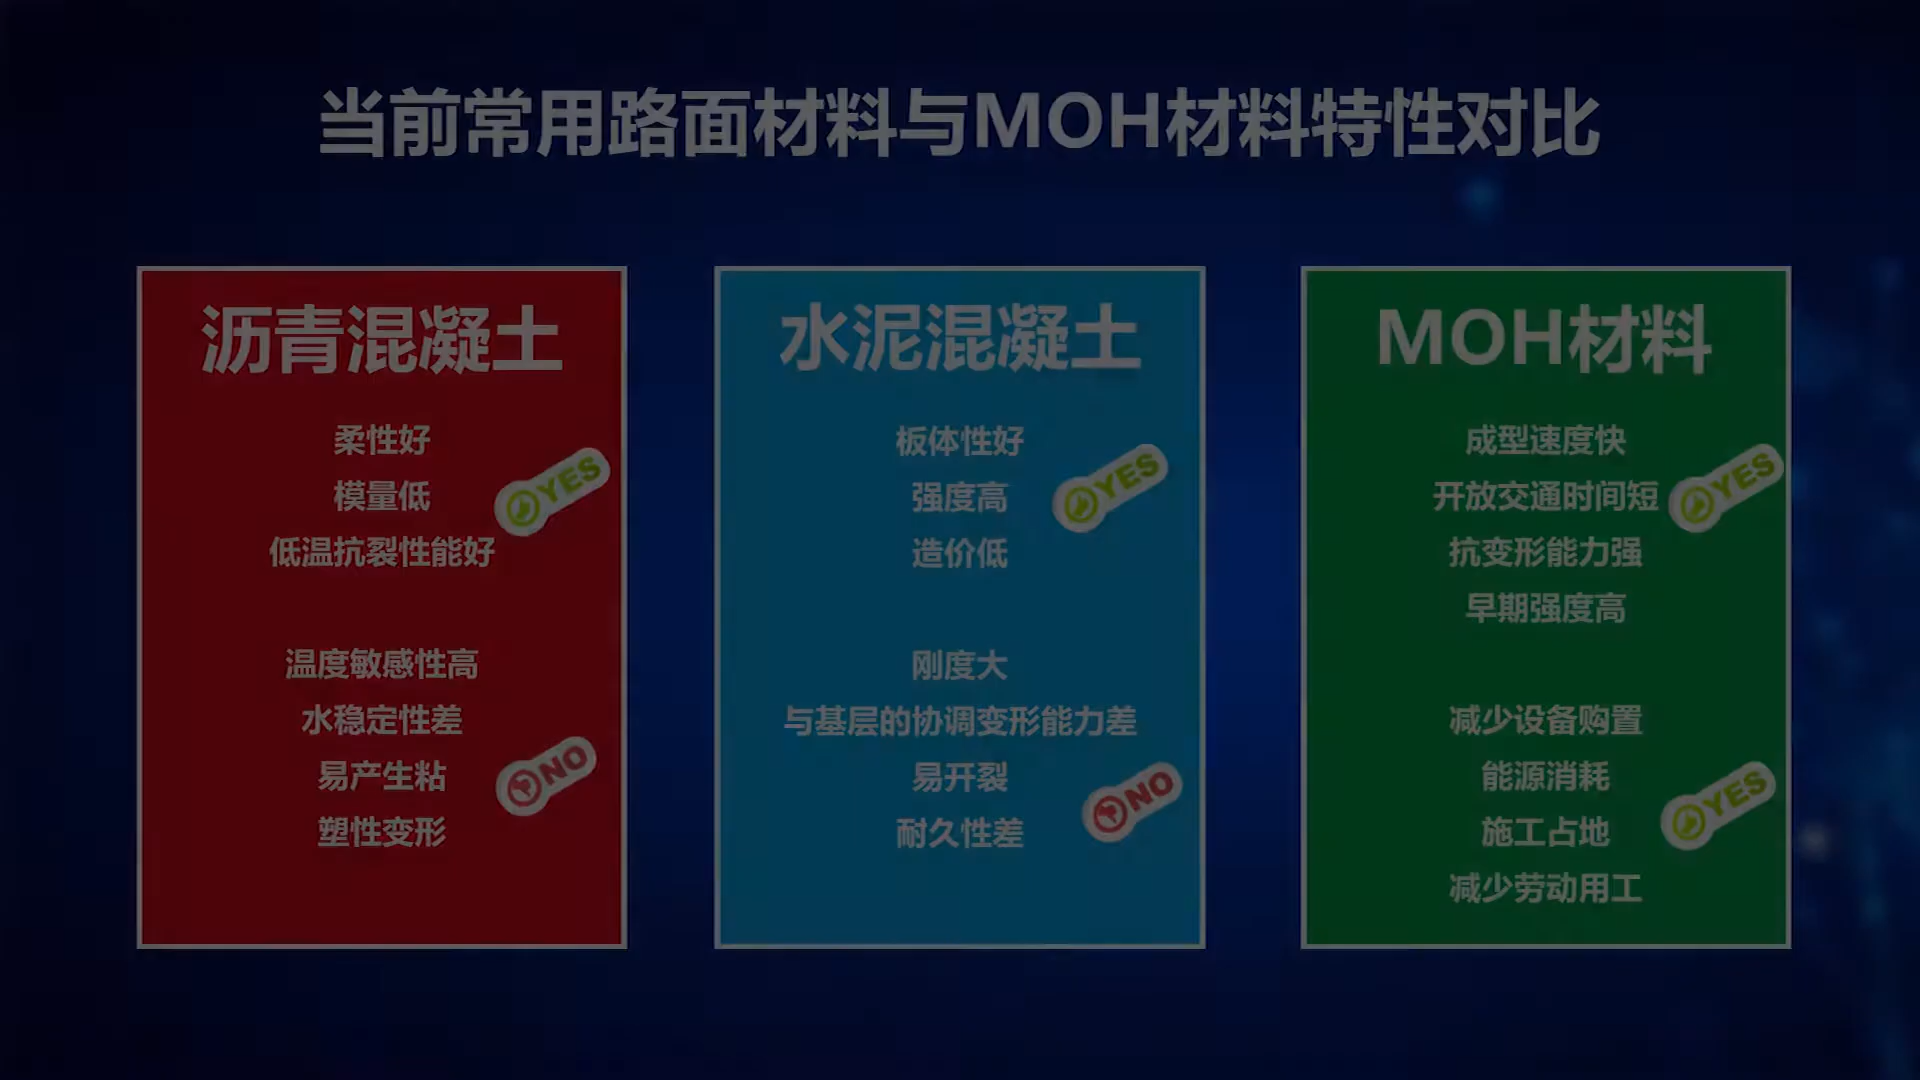 当前常用路面材料与MOH材料特性对比
沥青混凝土
柔性好
模量低
低温抗裂性能好
YES
温度敏感性高
水稳定性差
易产生粘
塑性变形
NO
水泥混凝土
板体性好
强度高
造价低
YES
刚度大
与基层的协调变形能力差
易开裂
耐久性差
NO
MOH材料
成型速度快
开放交通时间短
抗变形能力强
早期强度高
YES
减少设备购置
能源消耗
施工占地
减少劳动用工
YES